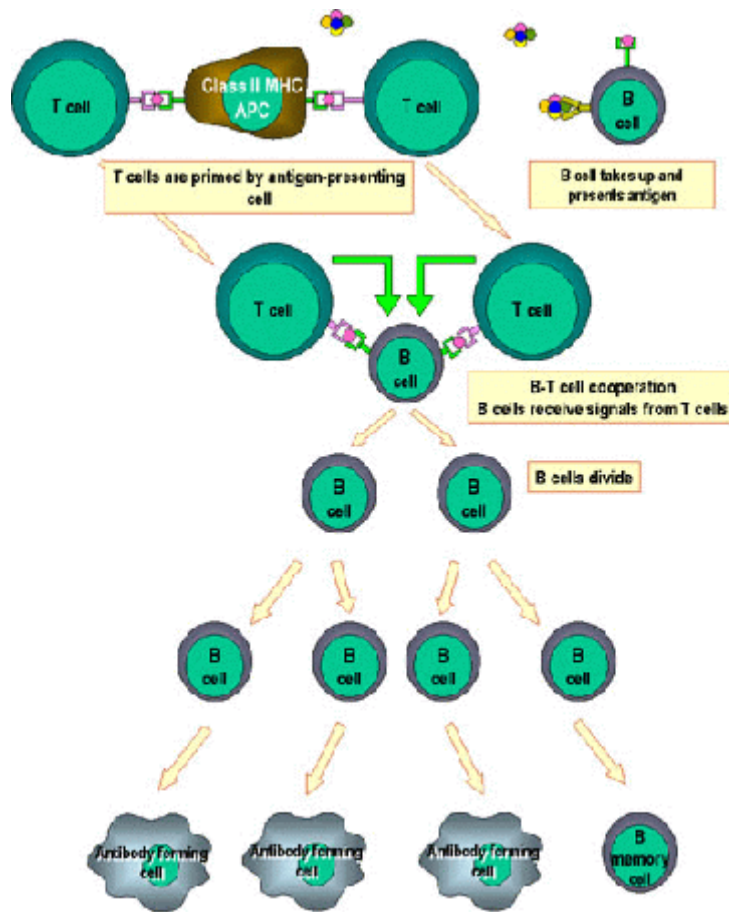 T cell
Class II MHC
APC
T cell
B
cell
T cells are primed by antigen-presenting
cell
B cell takes up and
presents antigen
T cell
T cell
B
cell
B-T cell cooperation
B cells receive signals from T cells
B
cell
B
cell
B cells divide
B
cell
B
cell
B
cell
B
cell
Antibody forming
cell
Antibody forming
cell
Antibody forming
cell
B
memory
cell